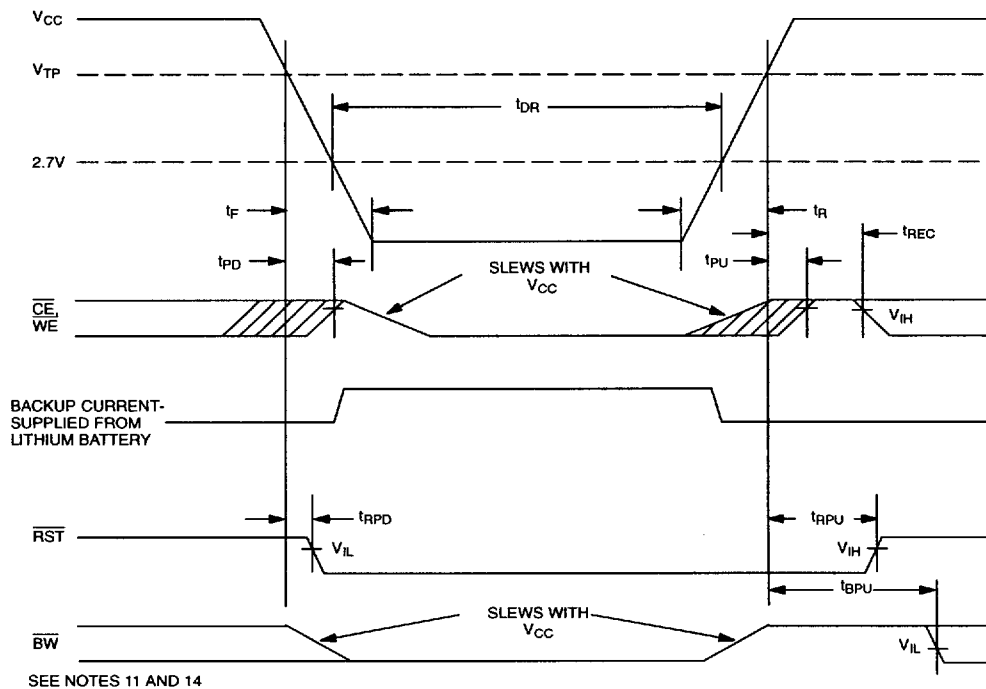 VCC
VTP
tDR
2.7V
tF
tR
tREC
tPD
tPU
SLEWS WITH
VCC
CE,
WE
VIH
BACKUP CURRENT-
SUPPLIED FROM
LITHIUM BATTERY
tRPD
tRPU
RST
VIL
VIH
tBPU
SLEWS WITH
VCC
BW
VIL
SEE NOTES 11 AND 14